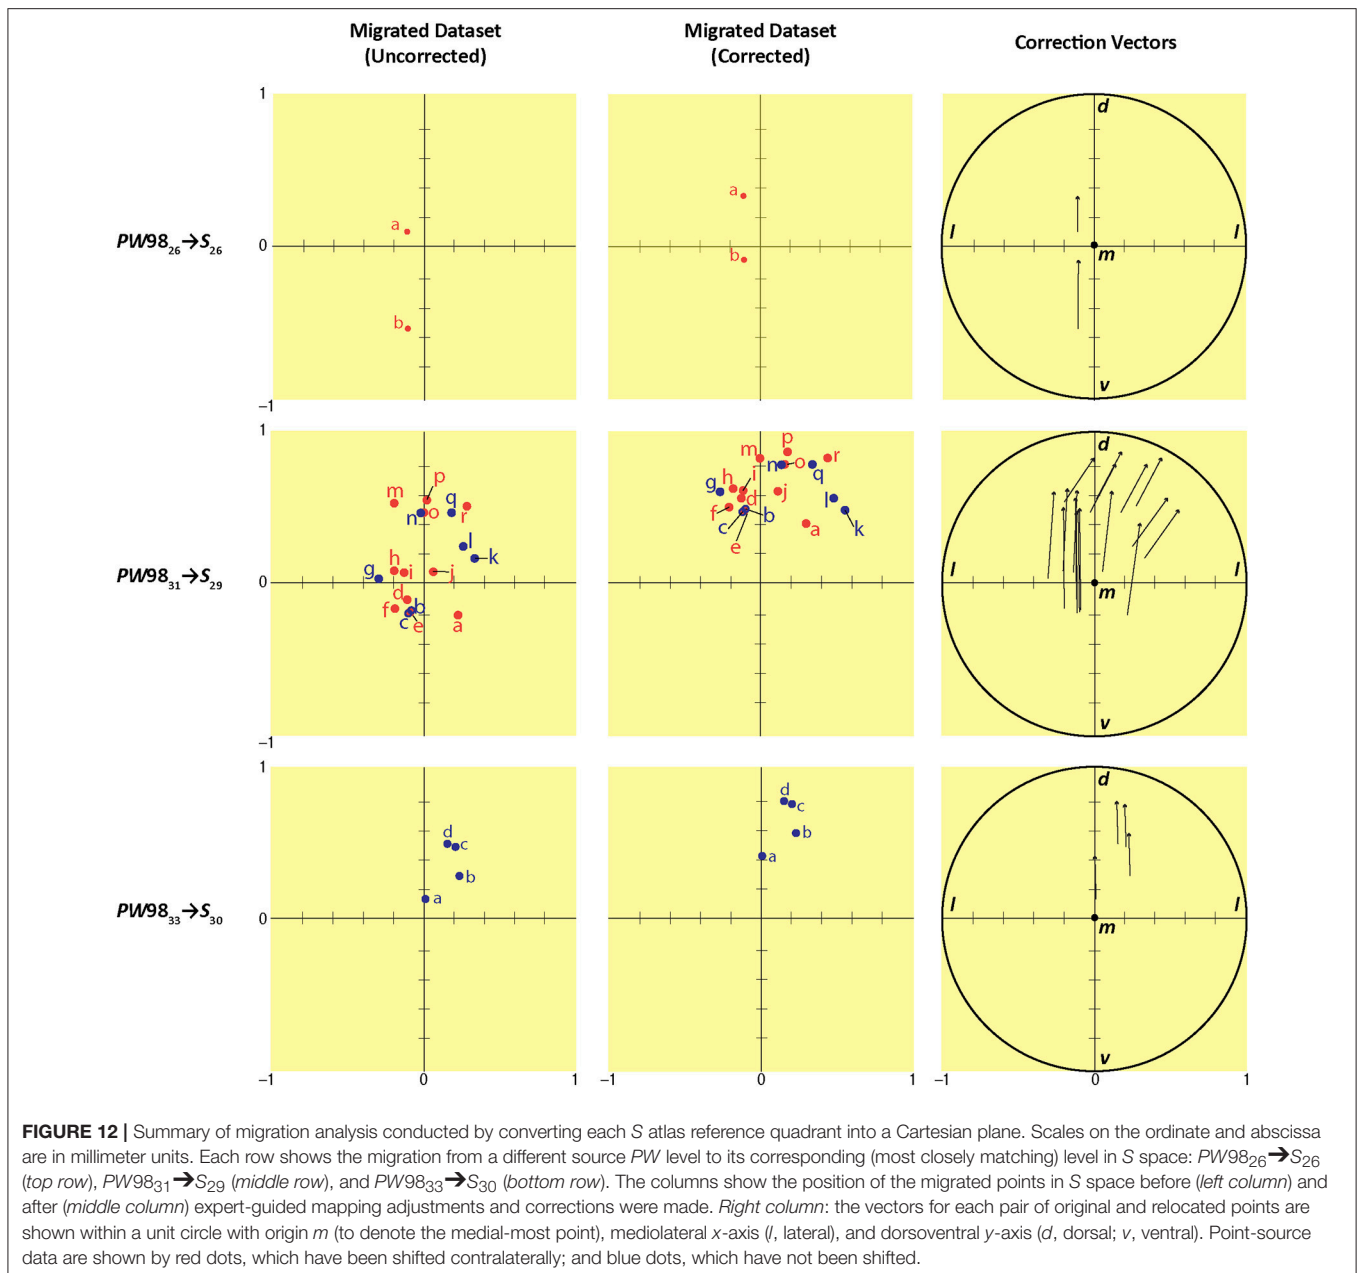 Migrated Dataset
(Uncorrected)
Migrated Dataset
(Corrected)
Correction Vectors
PW98₂₆➔S₂₆
1
0
−1
a
b
a
b
d
l
l
m
v
PW98₃₁➔S₂₉
1
0
−1
m
p
n
o
q
r
l
k
h
i
j
g
d
f
b
c
e
a
p
m
n
o
r
q
i
h
g
d
j
l
f
c
b
k
a
e
d
l
l
m
v
PW98₃₃➔S₃₀
1
0
−1
0
1
d
c
b
a
d
c
b
a
−1
0
1
d
l
l
m
v
−1
0
1
FIGURE 12 | Summary of migration analysis conducted by converting each S atlas reference quadrant into a Cartesian plane. Scales on the ordinate and abscissa
are in millimeter units. Each row shows the migration from a different source PW level to its corresponding (most closely matching) level in S space: PW98₂₆➔S₂₆
(top row), PW98₃₁➔S₂₉ (middle row), and PW98₃₃➔S₃₀ (bottom row). The columns show the position of the migrated points in S space before (left column) and
after (middle column) expert-guided mapping adjustments and corrections were made. Right column: the vectors for each pair of original and relocated points are
shown within a unit circle with origin m (to denote the medial-most point), mediolateral x-axis (l, lateral), and dorsoventral y-axis (d, dorsal; v, ventral). Point-source
data are shown by red dots, which have been shifted contralaterally; and blue dots, which have not been shifted.